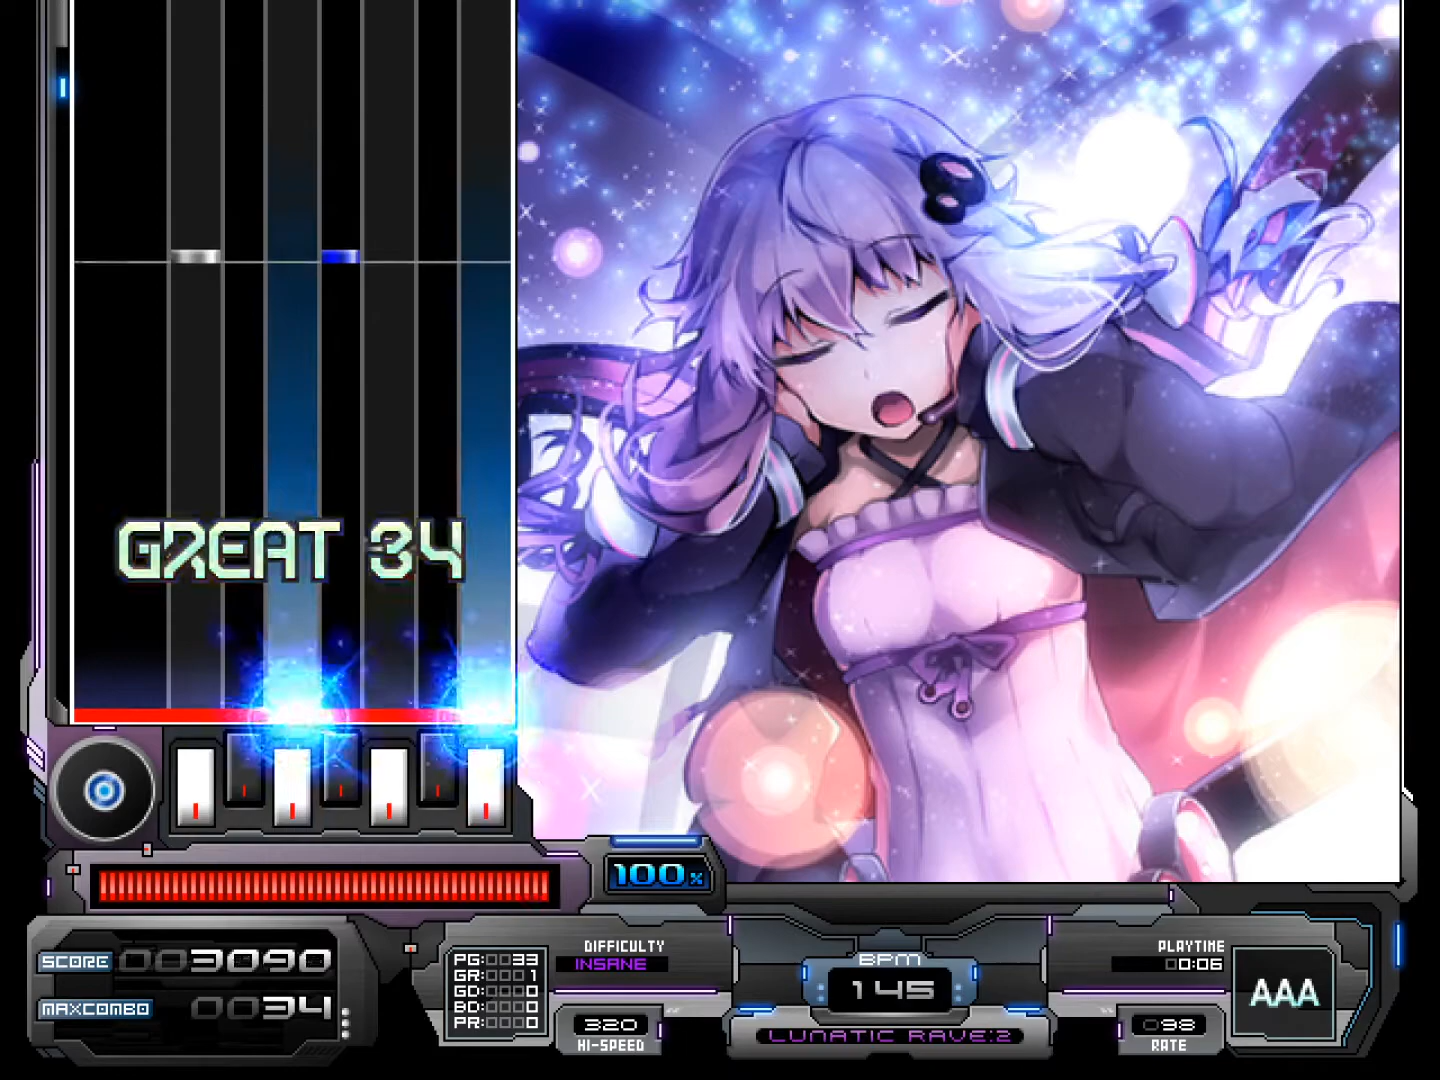 GREAT 34
100%
SCORE 003090
MAXCOMBO 0034
PG:0033
GR:0001
GD:0000
BD:0000
PR:0000
DIFFICULTY
INSANE
320
HI-SPEED
BPM
145
LUNATIC RAVE:2
PLAYTIME
00:06
098
RATE
AAA